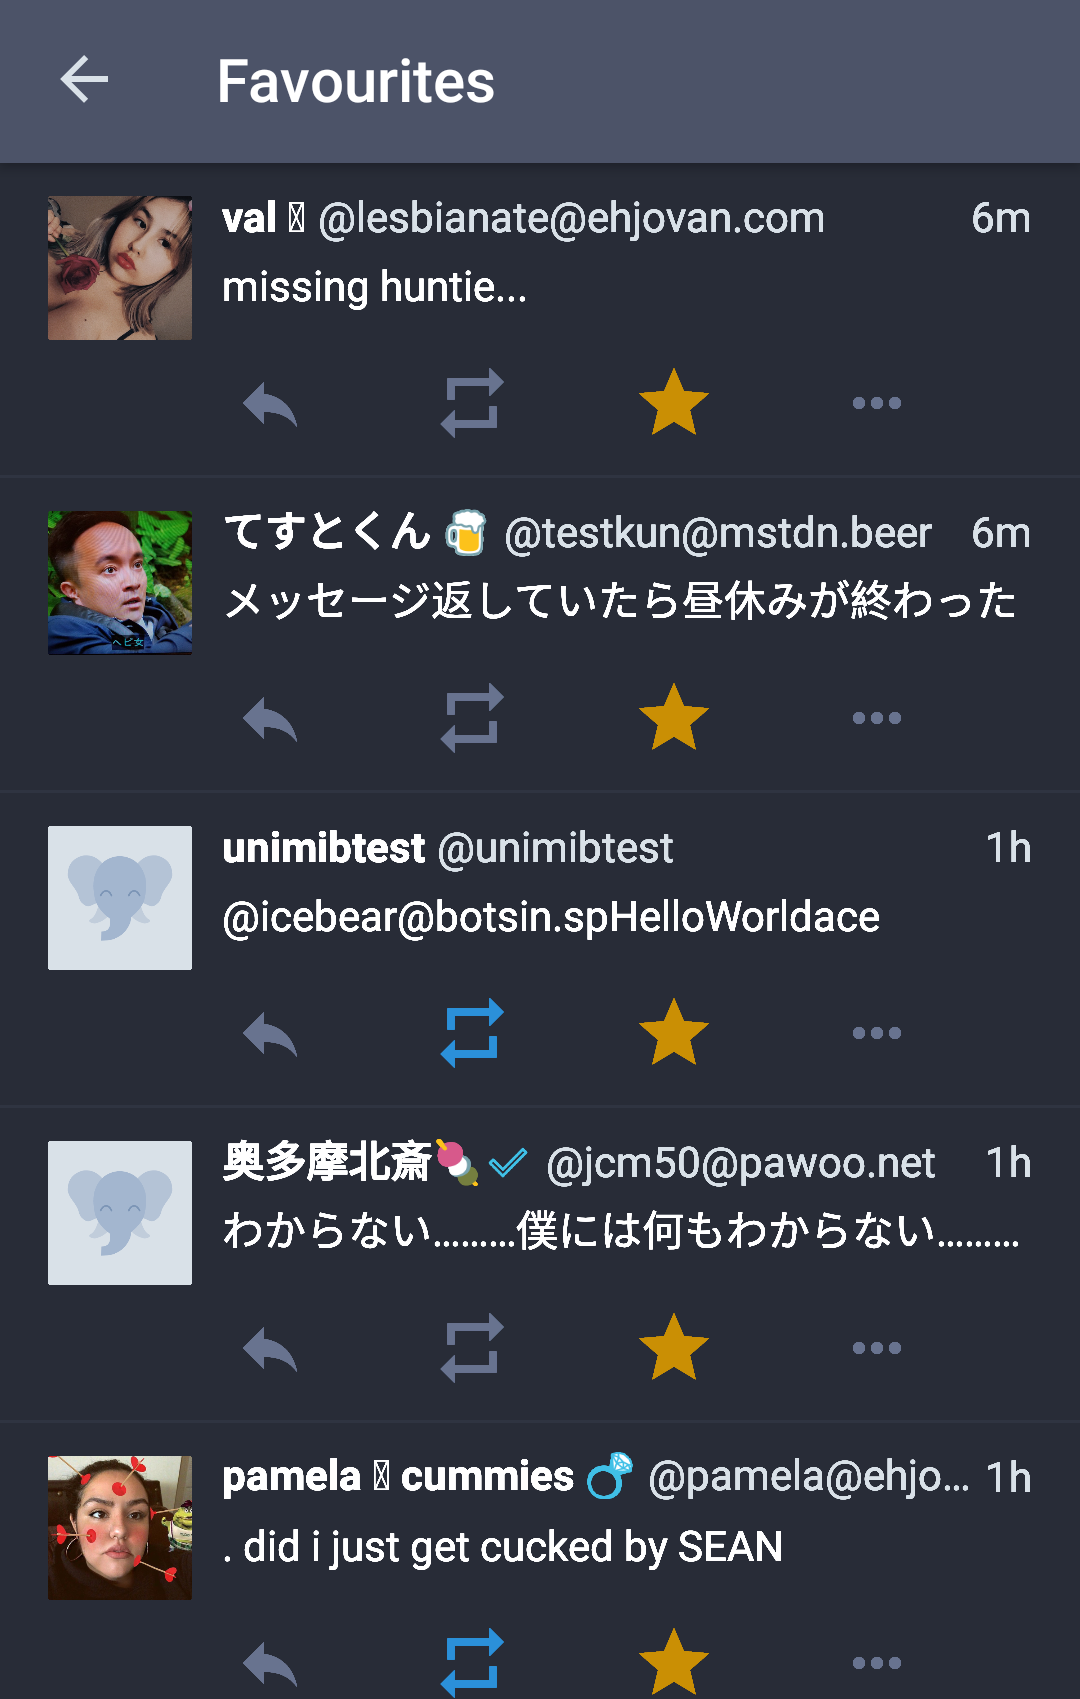 Favourites
val @lesbianate@ehjovan.com 6m
missing huntie...
てすとくん 🍺 @testkun@mstdn.beer 6m
メッセージ返していたら昼休みが終わった
ヘビ女
unimibtest @unimibtest 1h
@icebear@botsin.spHelloWorldace
奥多摩北斎🍡✅ @jcm50@pawoo.net 1h
わからない………僕には何もわからない………
pamela cummies 💍 @pamela@ehjo... 1h
. did i just get cucked by SEAN